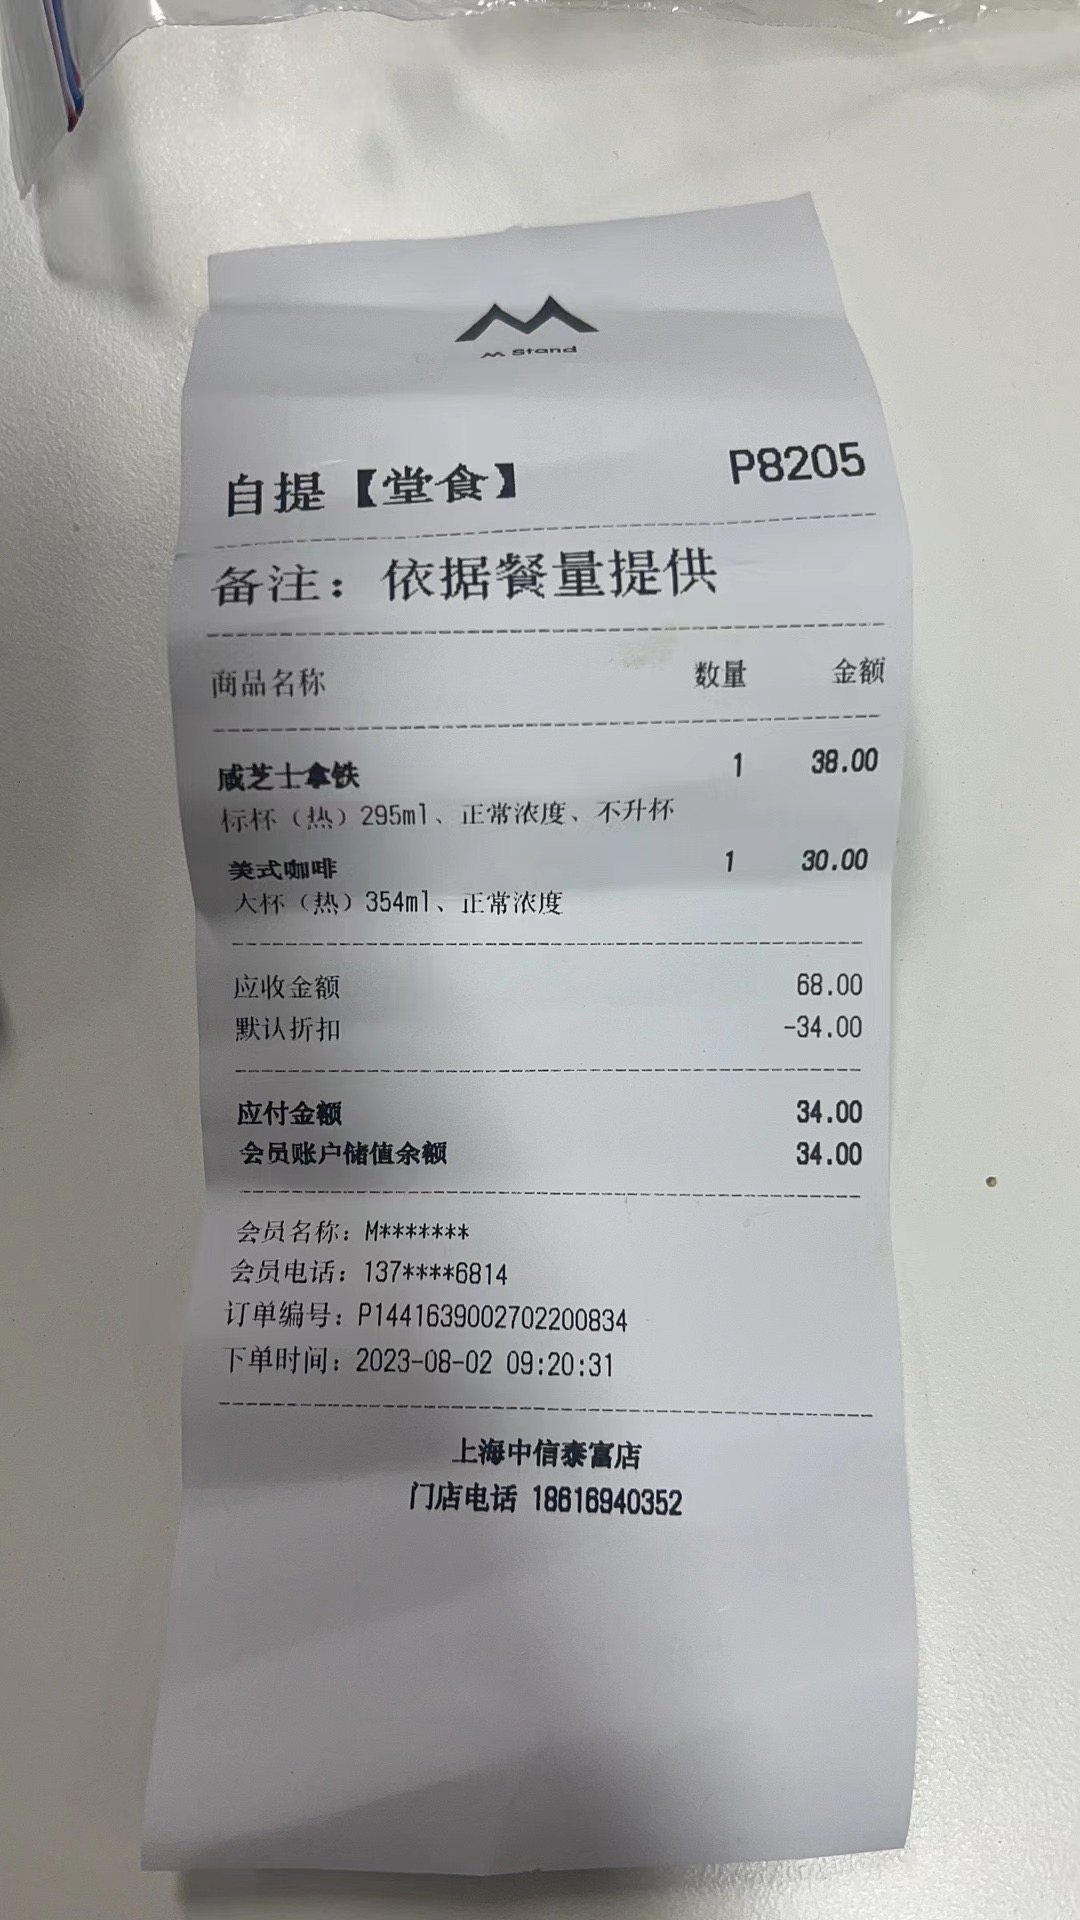 M Stand
自提【堂食】 P8205
备注：依据餐量提供
商品名称 数量 金额
咸芝士拿铁 1 38.00
标杯（热）295ml、正常浓度、不升杯
美式咖啡 1 30.00
大杯（热）354ml、正常浓度
应收金额 68.00
默认折扣 -34.00
应付金额 34.00
会员账户储值余额 34.00
会员名称：M*******
会员电话：137****6814
订单编号：P1441639002702200834
下单时间：2023-08-02 09:20:31
上海中信泰富店
门店电话 18616940352